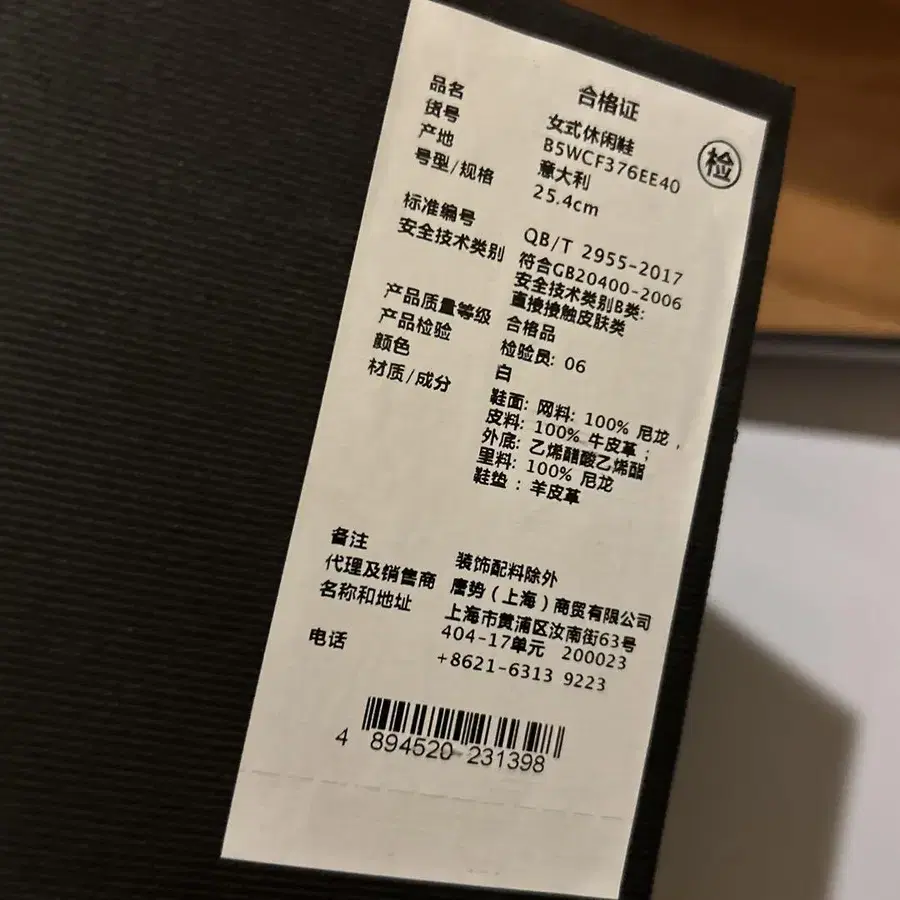 合格证
检
品名 女式休闲鞋
货号 B5WCF376EE40
产地 意大利
号型/规格 25.4cm
标准编号 QB/T 2955-2017
安全技术类别 符合GB20400-2006
安全技术类别B类:
直接接触皮肤类
产品质量等级 合格品
产品检验 检验员: 06
颜色 白
材质/成分 鞋面: 网料: 100% 尼龙,
皮料: 100% 牛皮革;
外底: 乙烯醋酸乙烯酯
里料: 100% 尼龙
鞋垫: 羊皮革
备注 装饰配料除外
代理及销售商 唐势(上海)商贸有限公司
名称和地址 上海市黄浦区汝南街63号
404-17单元 200023
电话 +8621-6313 9223
4 894520 231398